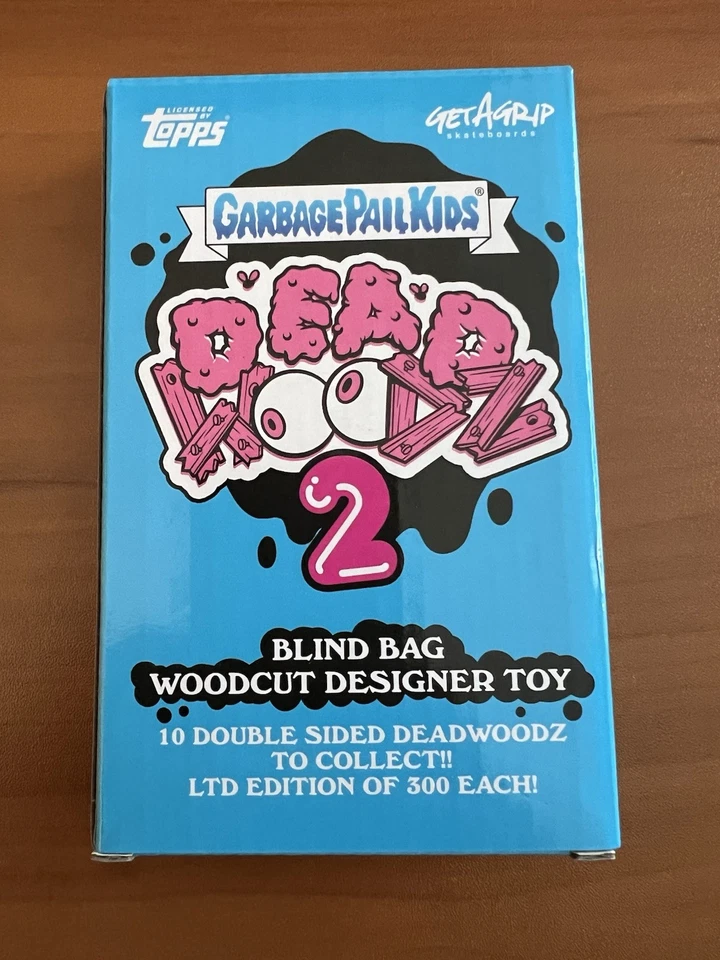 LICENSED BY
TOPPS®
GETAGRIP
skateboards
GARBAGE PAIL KIDS®
DEAD
WOODZ
2
BLIND BAG
WOODCUT DESIGNER TOY
10 DOUBLE SIDED DEADWOODZ
TO COLLECT!!
LTD EDITION OF 300 EACH!